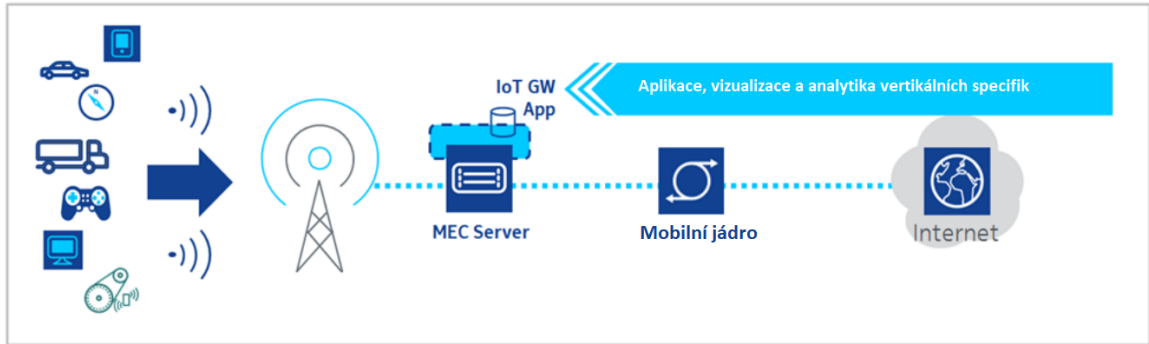 IoT GW
App
Aplikace, vizualizace a analytika vertikálních specifik
MEC Server
Mobilní jádro
Internet